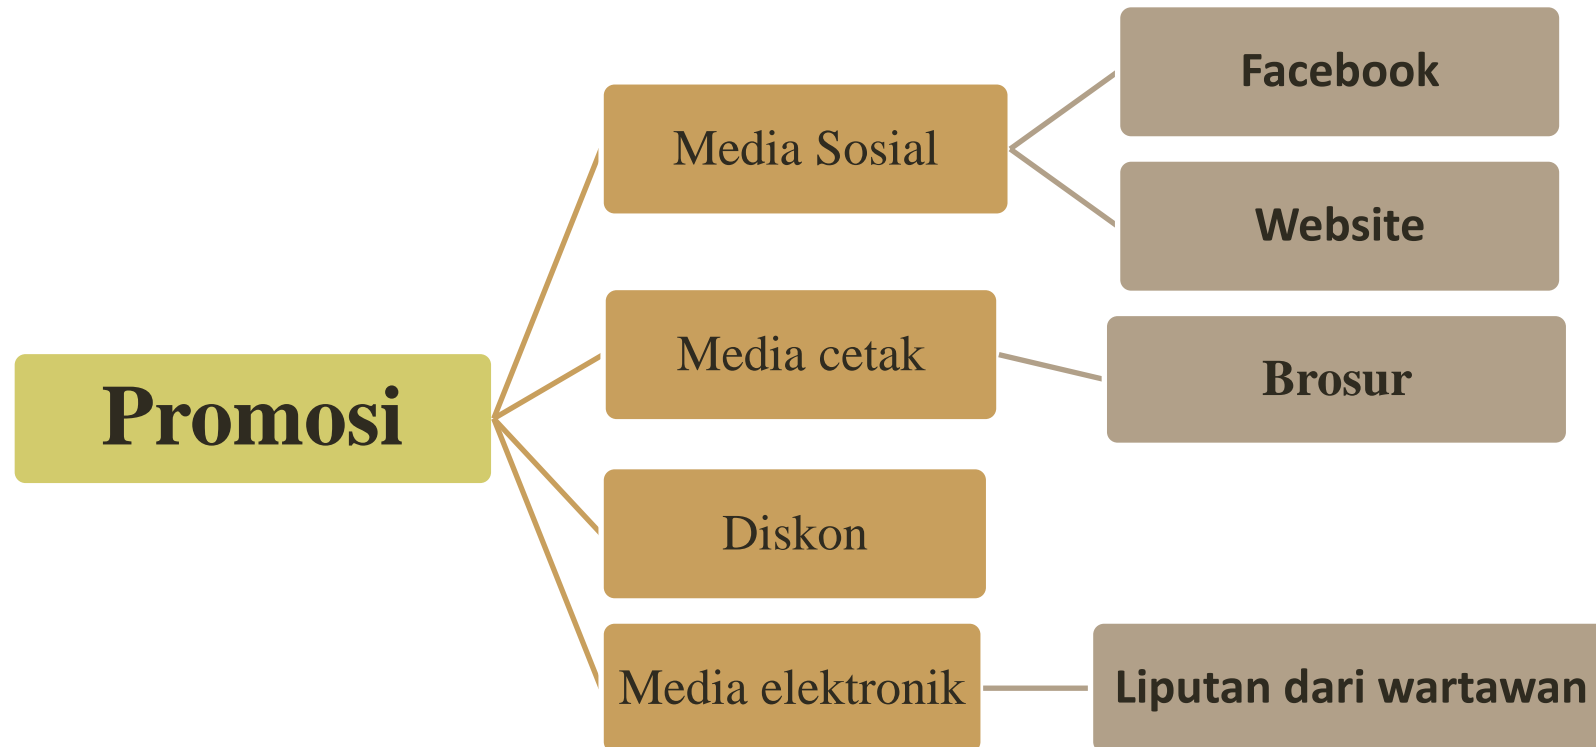 Promosi
Media Sosial
Facebook
Website
Media cetak
Brosur
Diskon
Media elektronik
Liputan dari wartawan